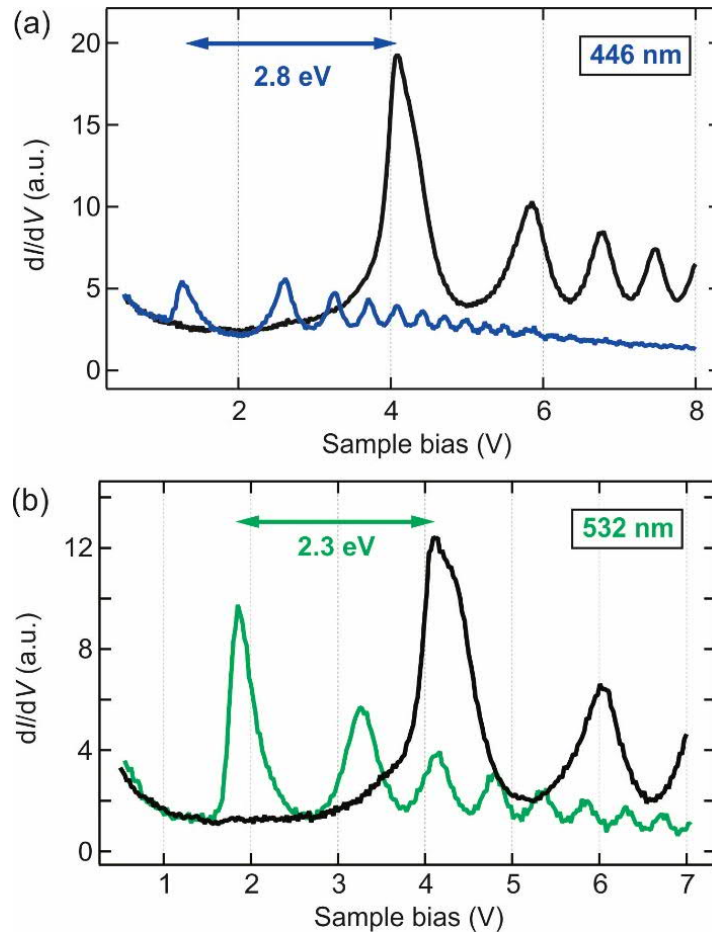 (a)
20
15
10
5
0
dI/dV (a.u.)
2.8 eV
446 nm
2 4 6 8
Sample bias (V)
(b)
12
8
4
0
dI/dV (a.u.)
2.3 eV
532 nm
1 2 3 4 5 6 7
Sample bias (V)